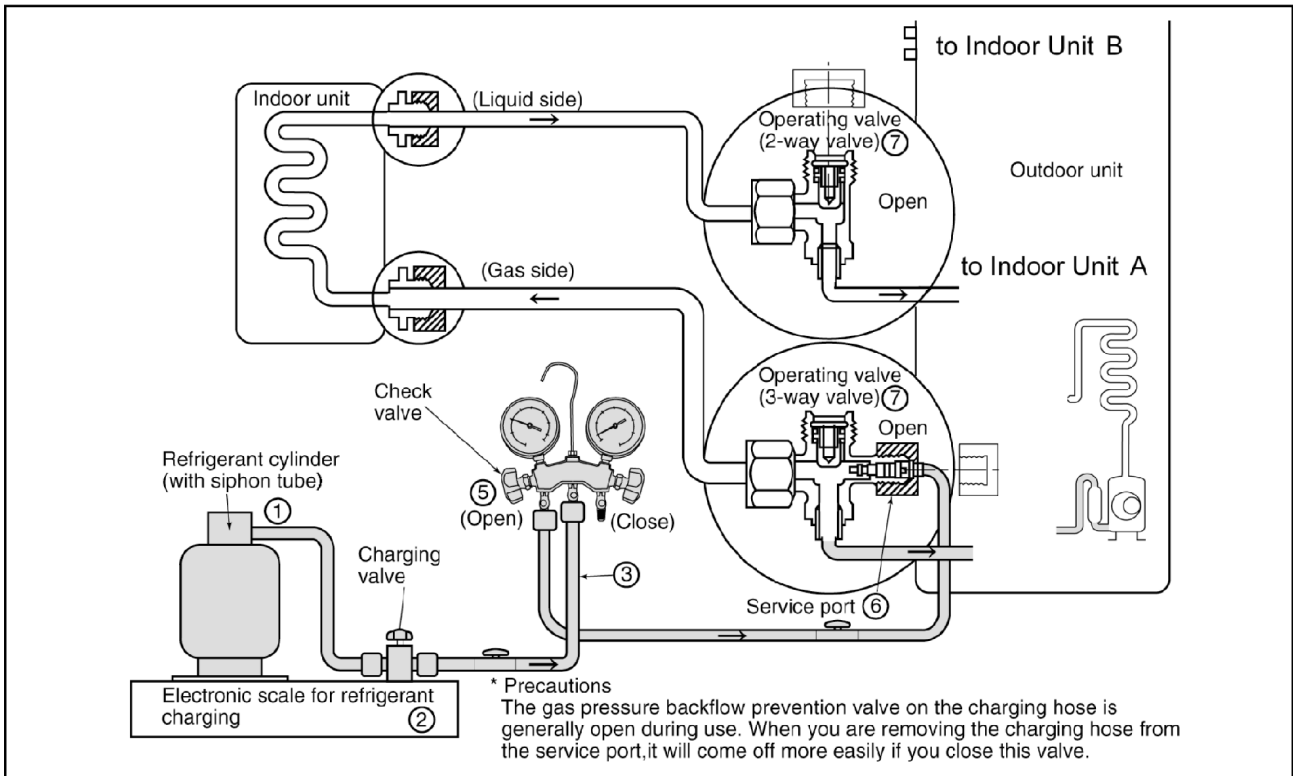 to Indoor Unit B
Indoor unit
(Liquid side)
Operating valve
(2-way valve) ⑦
Outdoor unit
Open
to Indoor Unit A
(Gas side)
Operating valve
(3-way valve) ⑦
Open
Check
valve
Refrigerant cylinder
(with siphon tube)
①
⑤
(Open)
(Close)
Charging
valve
③
Service port ⑥
Electronic scale for refrigerant
charging ②
* Precautions
The gas pressure backflow prevention valve on the charging hose is
generally open during use. When you are removing the charging hose from
the service port,it will come off more easily if you close this valve.